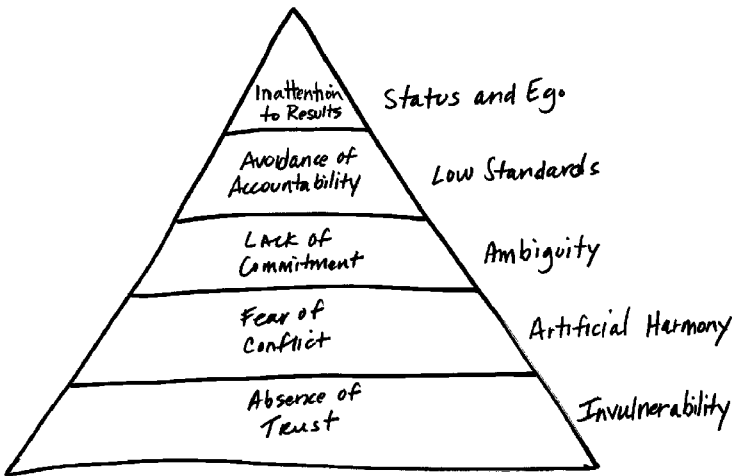 Inattention
to Results
Status and Ego
Avoidance of
Accountability
Low Standards
Lack of
Commitment
Ambiguity
Fear of
Conflict
Artificial Harmony
Absence of
Trust
Invulnerability